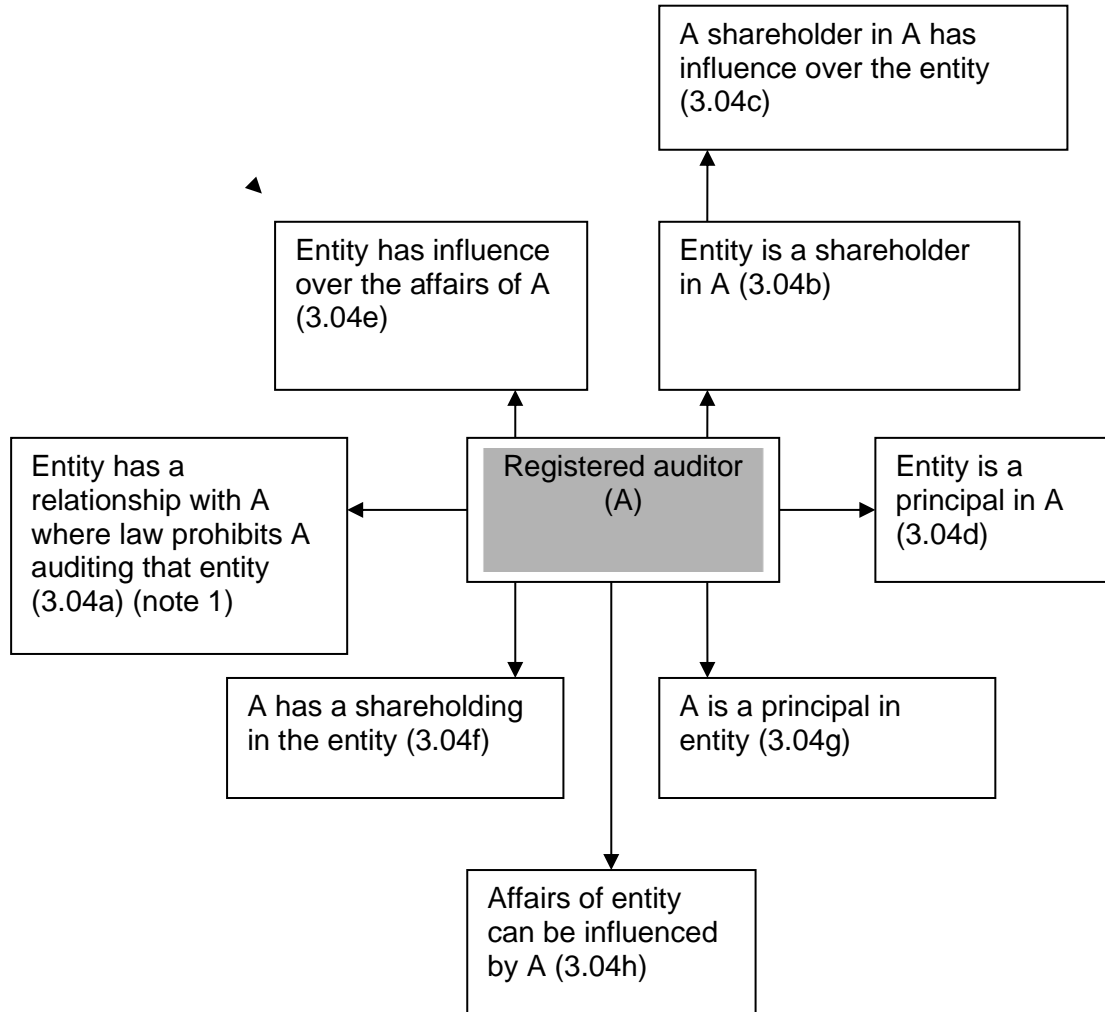 A shareholder in A has
influence over the entity
(3.04c)
Entity has influence
over the affairs of A
(3.04e)
Entity is a shareholder
in A (3.04b)
Entity has a
relationship with A
where law prohibits A
auditing that entity
(3.04a) (note 1)
Registered auditor
(A)
Entity is a
principal in A
(3.04d)
A has a shareholding
in the entity (3.04f)
A is a principal in
entity (3.04g)
Affairs of entity
can be influenced
by A (3.04h)